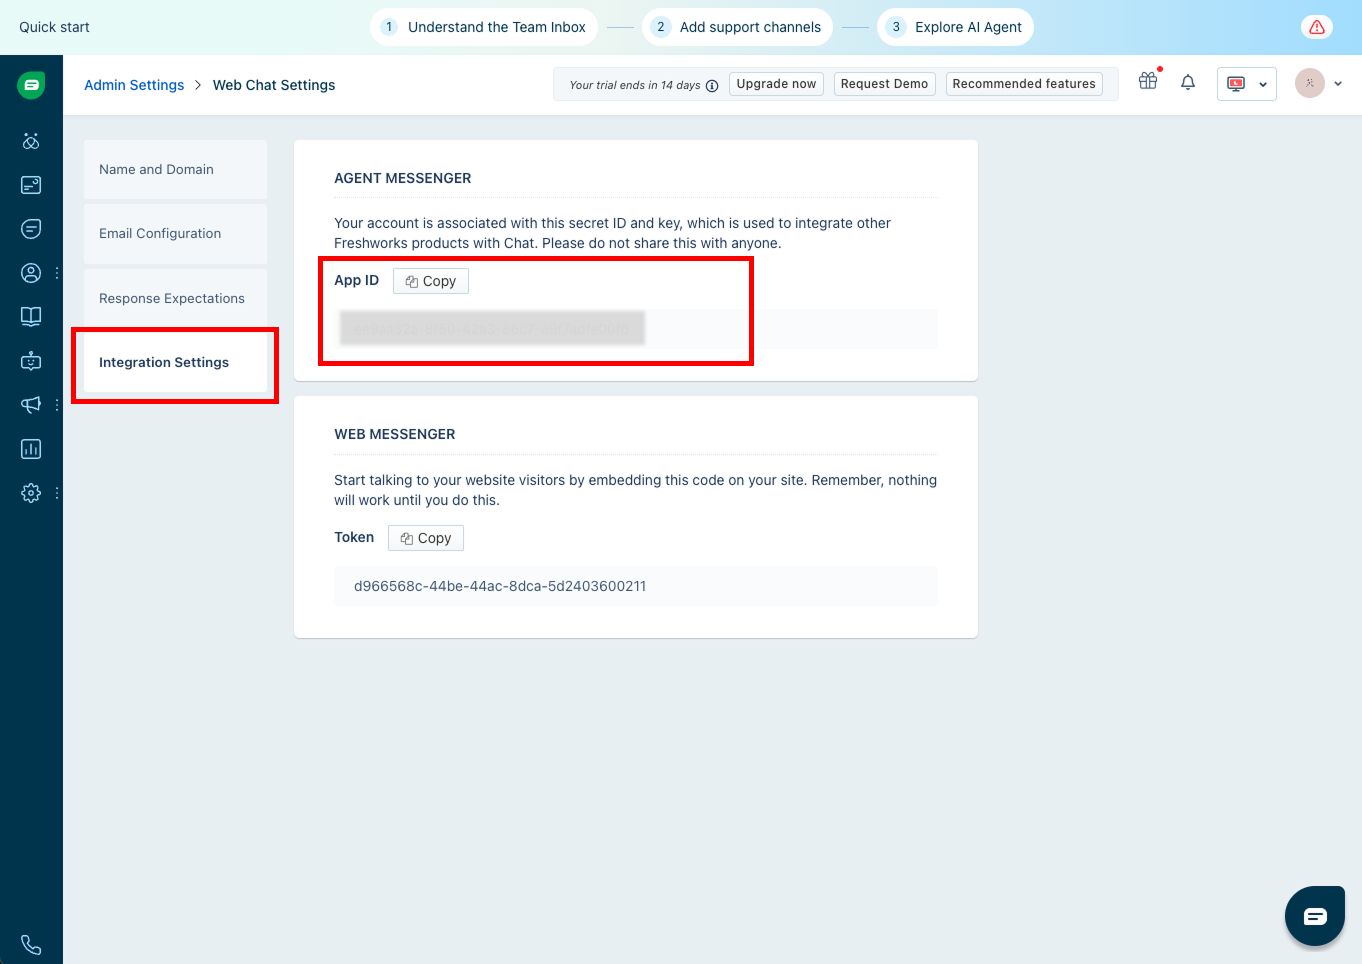 Quick start
1 Understand the Team Inbox
2 Add support channels
3 Explore AI Agent
Admin Settings > Web Chat Settings
Your trial ends in 14 days
Upgrade now
Request Demo
Recommended features
Name and Domain
Email Configuration
Response Expectations
Integration Settings
AGENT MESSENGER
Your account is associated with this secret ID and key, which is used to integrate other
Freshworks products with Chat. Please do not share this with anyone.
App ID Copy
WEB MESSENGER
Start talking to your website visitors by embedding this code on your site. Remember, nothing
will work until you do this.
Token Copy
d966568c-44be-44ac-8dca-5d2403600211